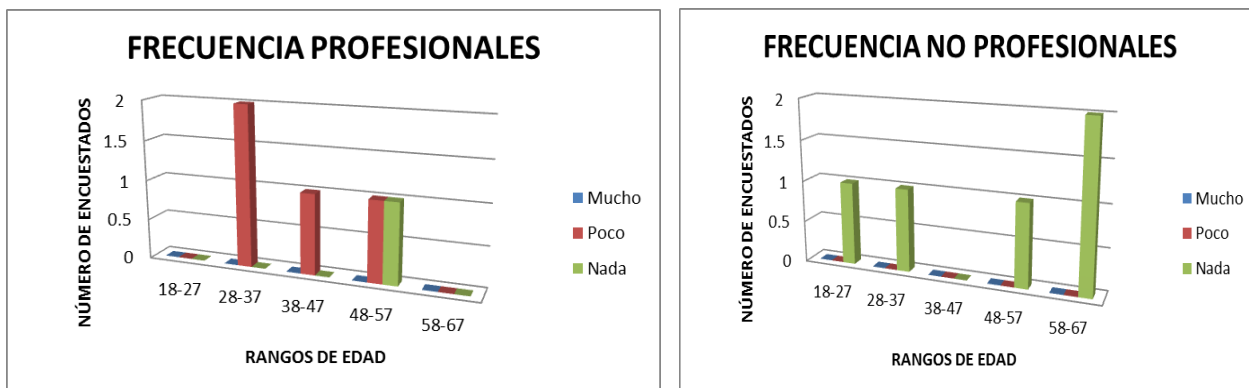 FRECUENCIA PROFESIONALES
NÚMERO DE ENCUESTADOS
2
1.5
1
0.5
0
18-27
28-37
38-47
48-57
58-67
RANGOS DE EDAD
Mucho
Poco
Nada
FRECUENCIA NO PROFESIONALES
NÚMERO DE ENCUESTADOS
2
1.5
1
0.5
0
18-27
28-37
38-47
48-57
58-67
RANGOS DE EDAD
Mucho
Poco
Nada